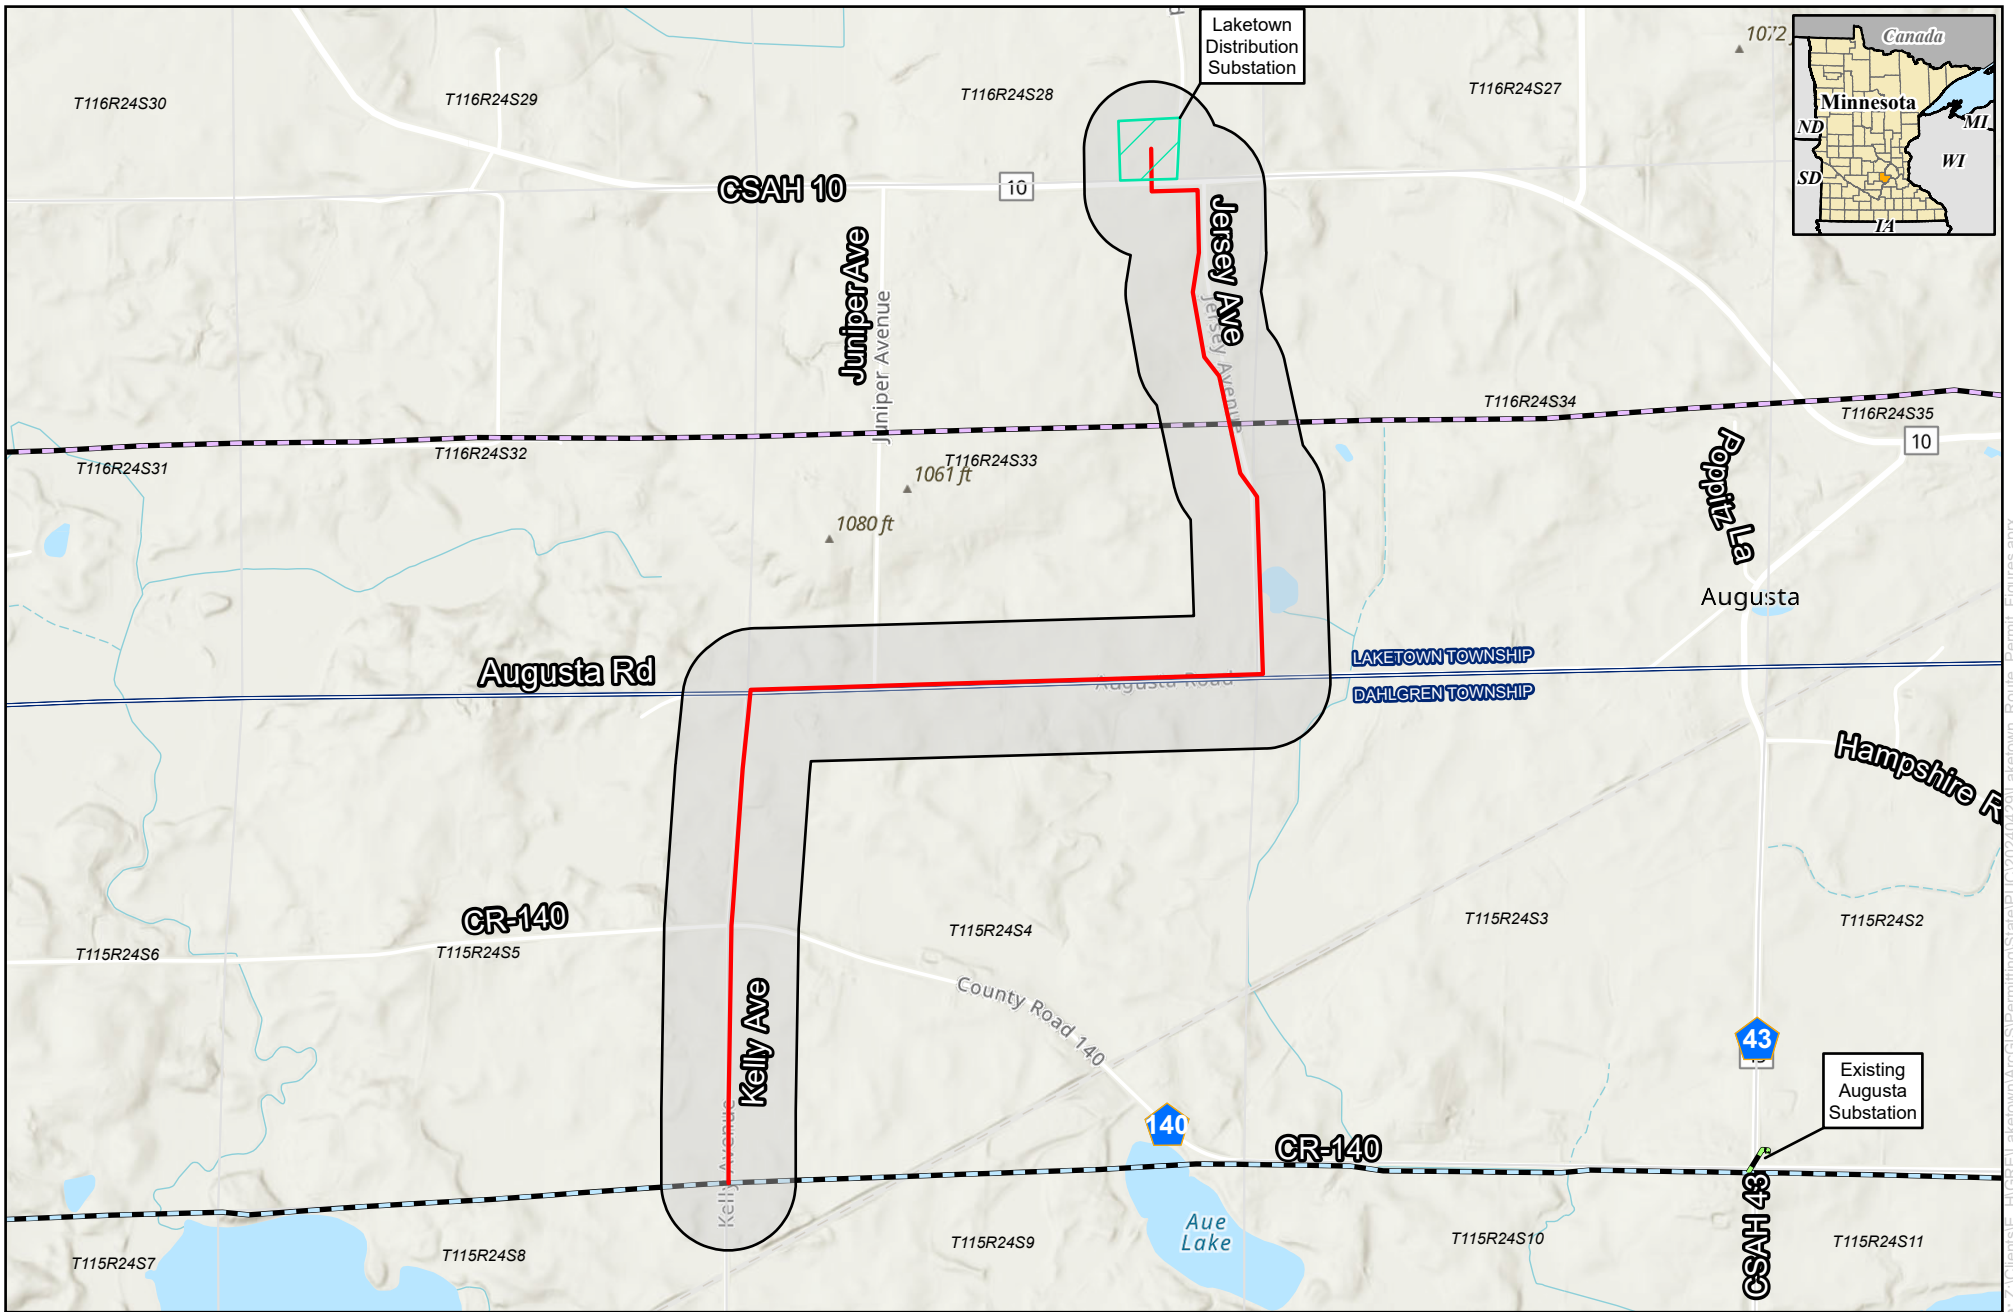 Laketown
Distribution
Substation
1072
Canada
Minnesota
ND
MI
WI
SD
IA
T116R24S30
T116R24S29
T116R24S28
T116R24S27
CSAH 10
10
Juniper Ave
Juniper Avenue
Jersey Ave
Jersey Avenue
T116R24S34
T116R24S35
10
T116R24S31
T116R24S32
T116R24S33
1061 ft
1080 ft
Poppitz La
Augusta
Augusta Rd
Augusta Road
LAKETOWN TOWNSHIP
DAHLGREN TOWNSHIP
Hampshire R
CR-140
T115R24S6
T115R24S5
T115R24S4
T115R24S3
T115R24S2
County Road 140
Kelly Ave
Kelly Avenue
43
Existing
Augusta
Substation
140
CR-140
CSAH 43
Aue
Lake
T115R24S7
T115R24S8
T115R24S9
T115R24S10
T115R24S11